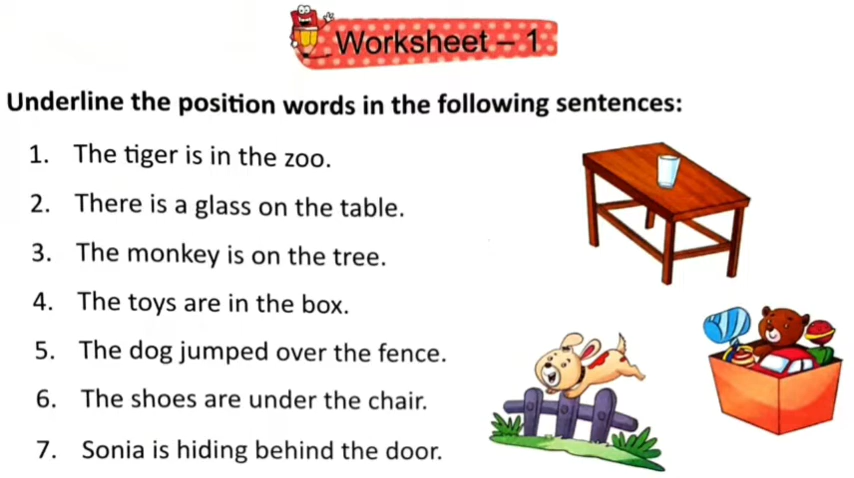 Worksheet – 1
Underline the position words in the following sentences:
1. The tiger is in the zoo.
2. There is a glass on the table.
3. The monkey is on the tree.
4. The toys are in the box.
5. The dog jumped over the fence.
6. The shoes are under the chair.
7. Sonia is hiding behind the door.